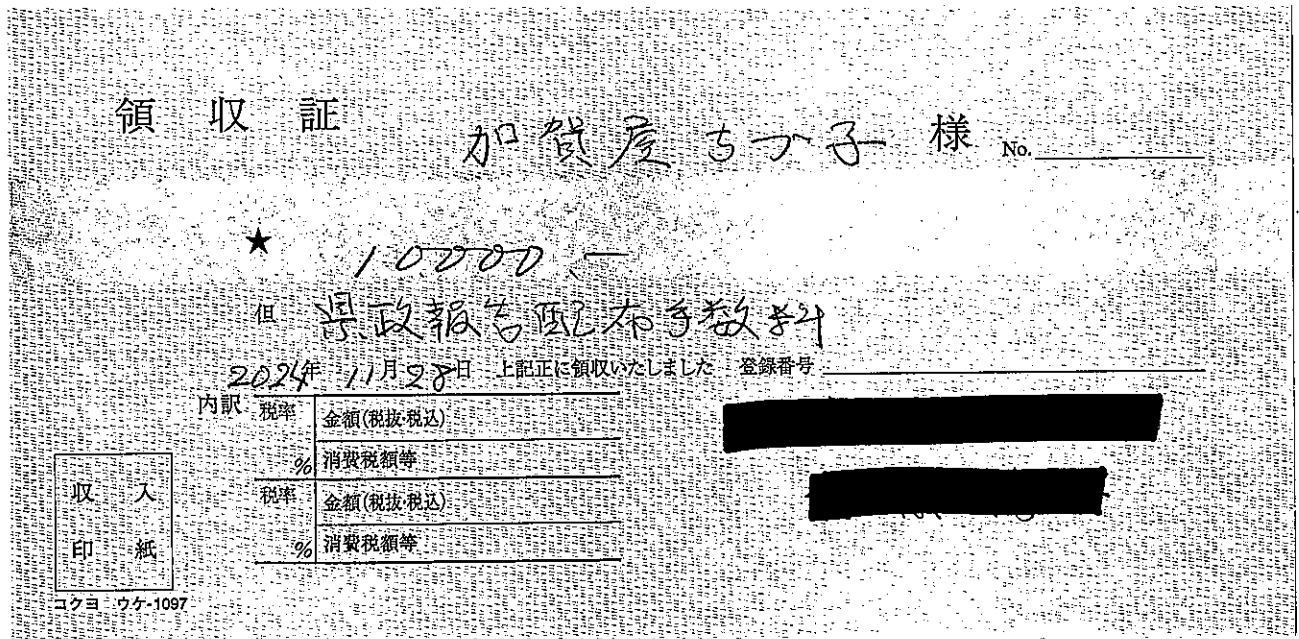 領収証 加賀屋ちづ子 様 No.
★ 10000.―
但 県政報告配布手数料
2024年 11月28日 上記正に領収いたしました 登録番号
内訳 税率 金額(税抜・税込)
% 消費税額等
税率 金額(税抜・税込)
% 消費税額等
収入
印紙
コクヨ ウケ-1097